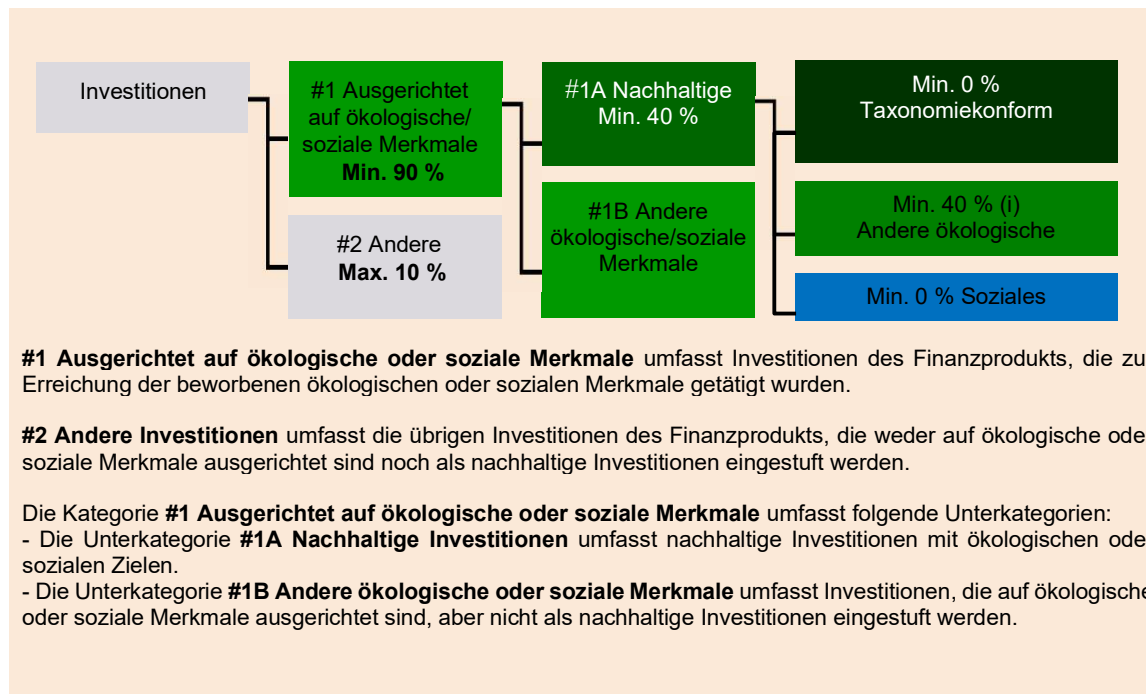 Investitionen
#1 Ausgerichtet
auf ökologische/
soziale Merkmale
Min. 90 %
#2 Andere
Max. 10 %
#1A Nachhaltige
Min. 40 %
#1B Andere
ökologische/soziale
Merkmale
Min. 0 %
Taxonomiekonform
Min. 40 % (i)
Andere ökologische
Min. 0 % Soziales
#1 Ausgerichtet auf ökologische oder soziale Merkmale umfasst Investitionen des Finanzprodukts, die zu
Erreichung der beworbenen ökologischen oder sozialen Merkmale getätigt wurden.
#2 Andere Investitionen umfasst die übrigen Investitionen des Finanzprodukts, die weder auf ökologische ode
soziale Merkmale ausgerichtet sind noch als nachhaltige Investitionen eingestuft werden.
Die Kategorie #1 Ausgerichtet auf ökologische oder soziale Merkmale umfasst folgende Unterkategorien:
- Die Unterkategorie #1A Nachhaltige Investitionen umfasst nachhaltige Investitionen mit ökologischen ode
sozialen Zielen.
- Die Unterkategorie #1B Andere ökologische oder soziale Merkmale umfasst Investitionen, die auf ökologische
oder soziale Merkmale ausgerichtet sind, aber nicht als nachhaltige Investitionen eingestuft werden.